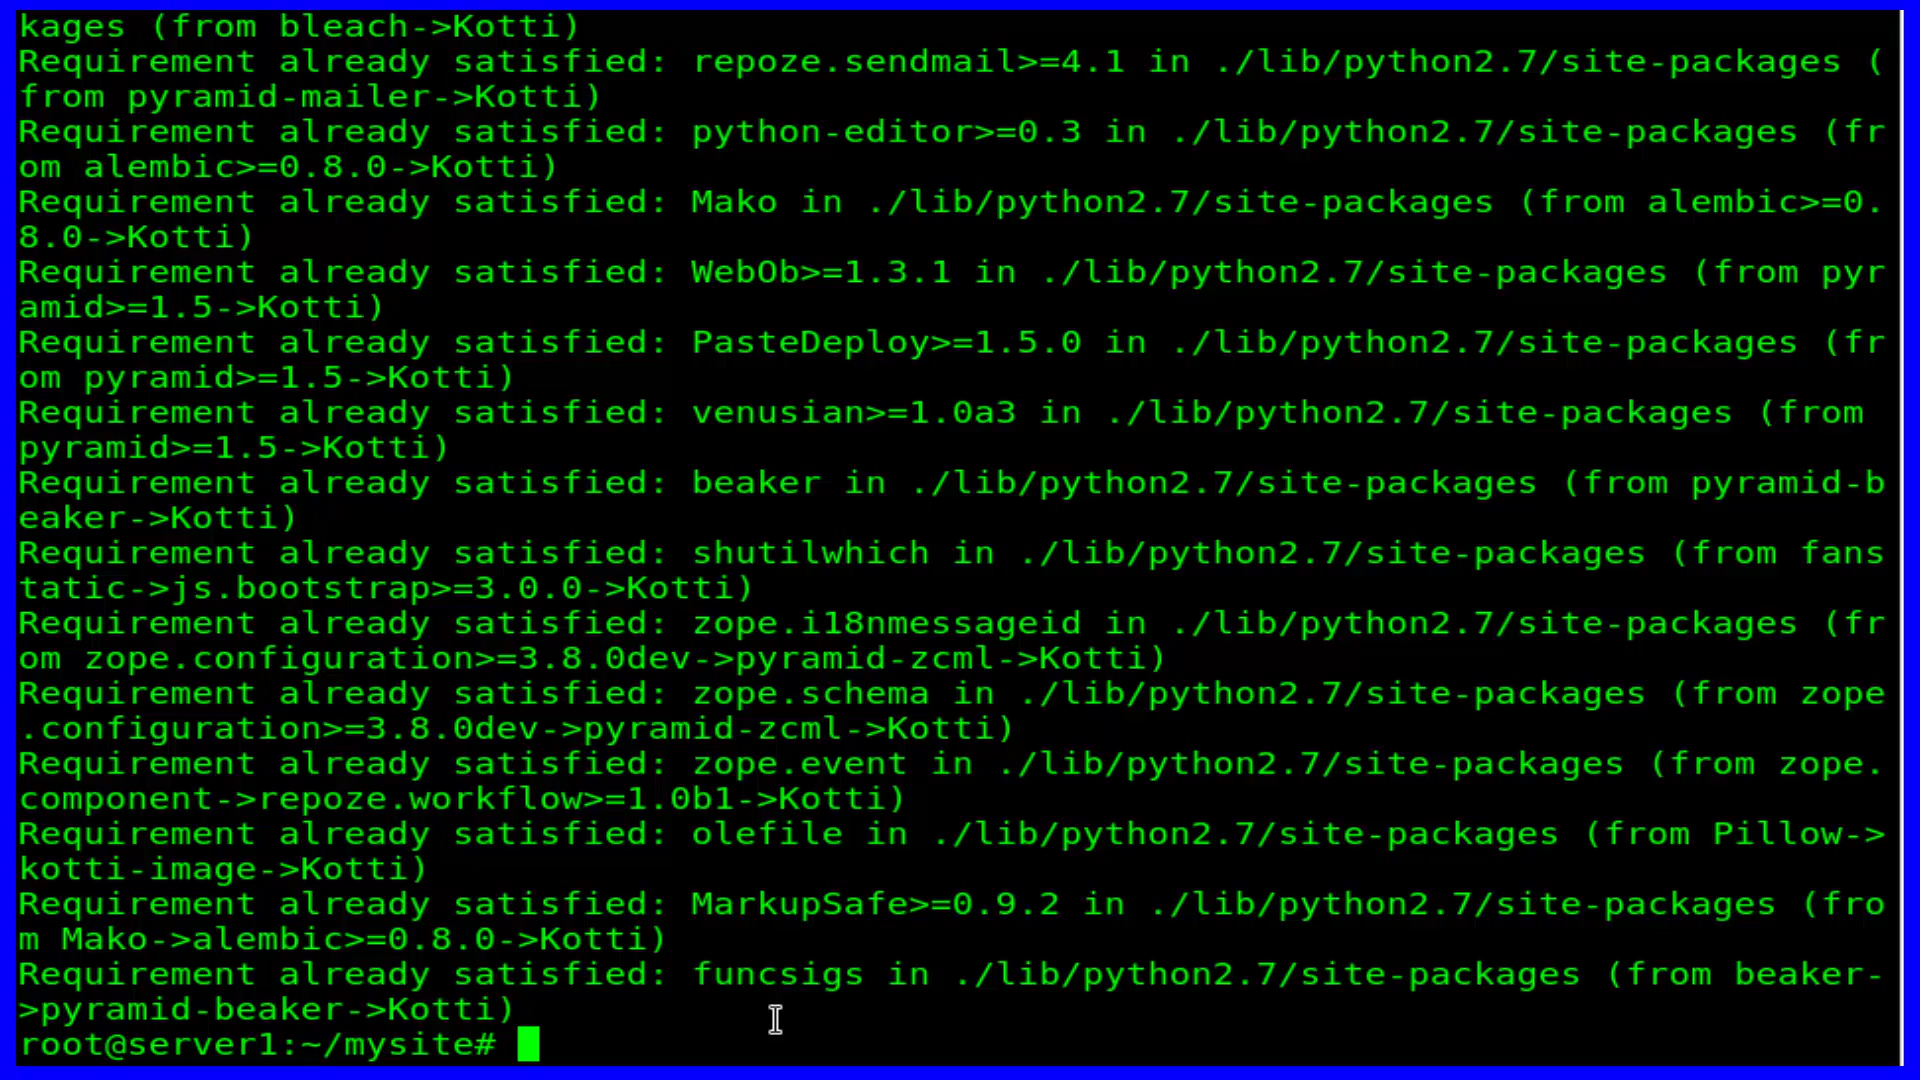 kages (from bleach->Kotti)
Requirement already satisfied: repoze.sendmail>=4.1 in ./lib/python2.7/site-packages (
from pyramid-mailer->Kotti)
Requirement already satisfied: python-editor>=0.3 in ./lib/python2.7/site-packages (fr
om alembic>=0.8.0->Kotti)
Requirement already satisfied: Mako in ./lib/python2.7/site-packages (from alembic>=0.
8.0->Kotti)
Requirement already satisfied: WebOb>=1.3.1 in ./lib/python2.7/site-packages (from pyr
amid>=1.5->Kotti)
Requirement already satisfied: PasteDeploy>=1.5.0 in ./lib/python2.7/site-packages (fr
om pyramid>=1.5->Kotti)
Requirement already satisfied: venusian>=1.0a3 in ./lib/python2.7/site-packages (from
pyramid>=1.5->Kotti)
Requirement already satisfied: beaker in ./lib/python2.7/site-packages (from pyramid-b
eaker->Kotti)
Requirement already satisfied: shutilwhich in ./lib/python2.7/site-packages (from fans
tatic->js.bootstrap>=3.0.0->Kotti)
Requirement already satisfied: zope.i18nmessageid in ./lib/python2.7/site-packages (fr
om zope.configuration>=3.8.0dev->pyramid-zcml->Kotti)
Requirement already satisfied: zope.schema in ./lib/python2.7/site-packages (from zope
.configuration>=3.8.0dev->pyramid-zcml->Kotti)
Requirement already satisfied: zope.event in ./lib/python2.7/site-packages (from zope.
component->repoze.workflow>=1.0b1->Kotti)
Requirement already satisfied: olefile in ./lib/python2.7/site-packages (from Pillow->
kotti-image->Kotti)
Requirement already satisfied: MarkupSafe>=0.9.2 in ./lib/python2.7/site-packages (fro
m Mako->alembic>=0.8.0->Kotti)
Requirement already satisfied: funcsigs in ./lib/python2.7/site-packages (from beaker-
>pyramid-beaker->Kotti)
root@server1:~/mysite#